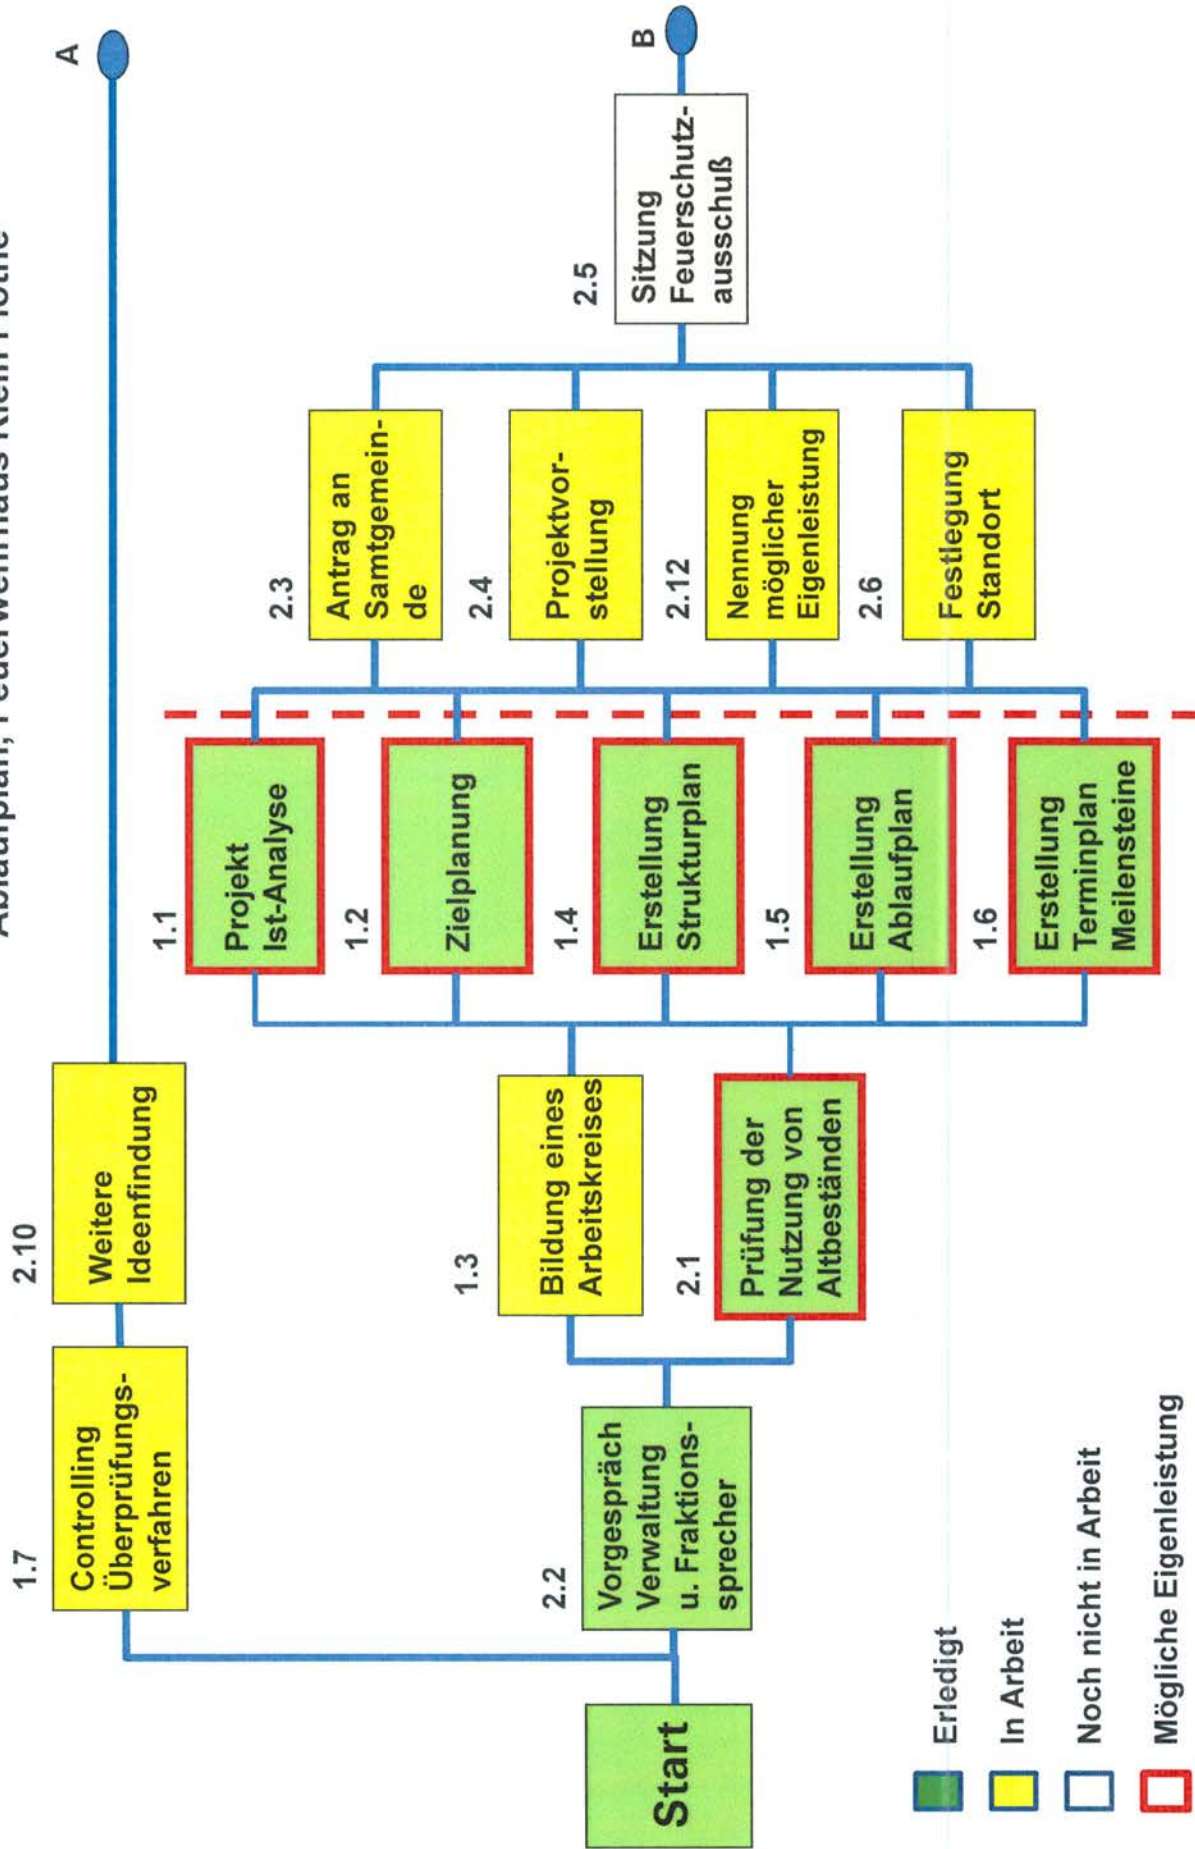 Ablaufplan, Feuerwehrhaus Klein Flöthe
A
1.7
Controlling
Überprüfungs-
verfahren
2.10
Weitere
Ideenfindung
Start
2.2
Vorgespräch
Verwaltung
u. Fraktions-
sprecher
1.3
Bildung eines
Arbeitskreises
2.1
Prüfung der
Nutzung von
Altbeständen
1.1
Projekt
Ist-Analyse
1.2
Zielplanung
1.4
Erstellung
Strukturplan
1.5
Erstellung
Ablaufplan
1.6
Erstellung
Terminplan
Meilensteine
2.3
Antrag an
Samtgemein-
de
2.4
Projektvor-
stellung
2.12
Nennung
möglicher
Eigenleistung
2.6
Festlegung
Standort
2.5
Sitzung
Feuerschutz-
ausschuß
B
Erledigt
In Arbeit
Noch nicht in Arbeit
Mögliche Eigenleistung